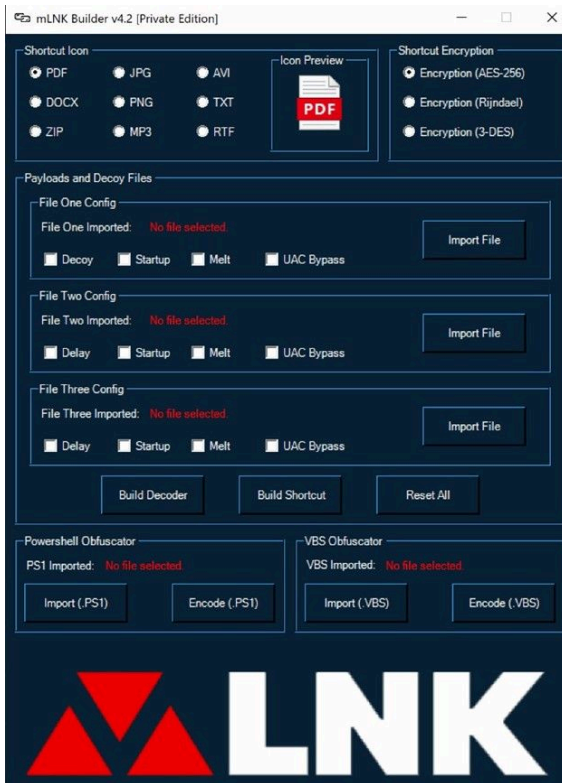 mLNK Builder v4.2 [Private Edition]
Shortcut Icon
PDF JPG AVI
DOCX PNG TXT
ZIP MP3 RTF
Icon Preview
PDF
Shortcut Encryption
Encryption (AES-256)
Encryption (Rijndael)
Encryption (3-DES)
Payloads and Decoy Files
File One Config
File One Imported: No file selected.
Import File
Decoy Startup Melt UAC Bypass
File Two Config
File Two Imported: No file selected.
Import File
Delay Startup Melt UAC Bypass
File Three Config
File Three Imported: No file selected.
Import File
Delay Startup Melt UAC Bypass
Build Decoder Build Shortcut Reset All
Powershell Obfuscator
PS1 Imported: No file selected.
Import (.PS1) Encode (.PS1)
VBS Obfuscator
VBS Imported: No file selected.
Import (.VBS) Encode (.VBS)
LNK